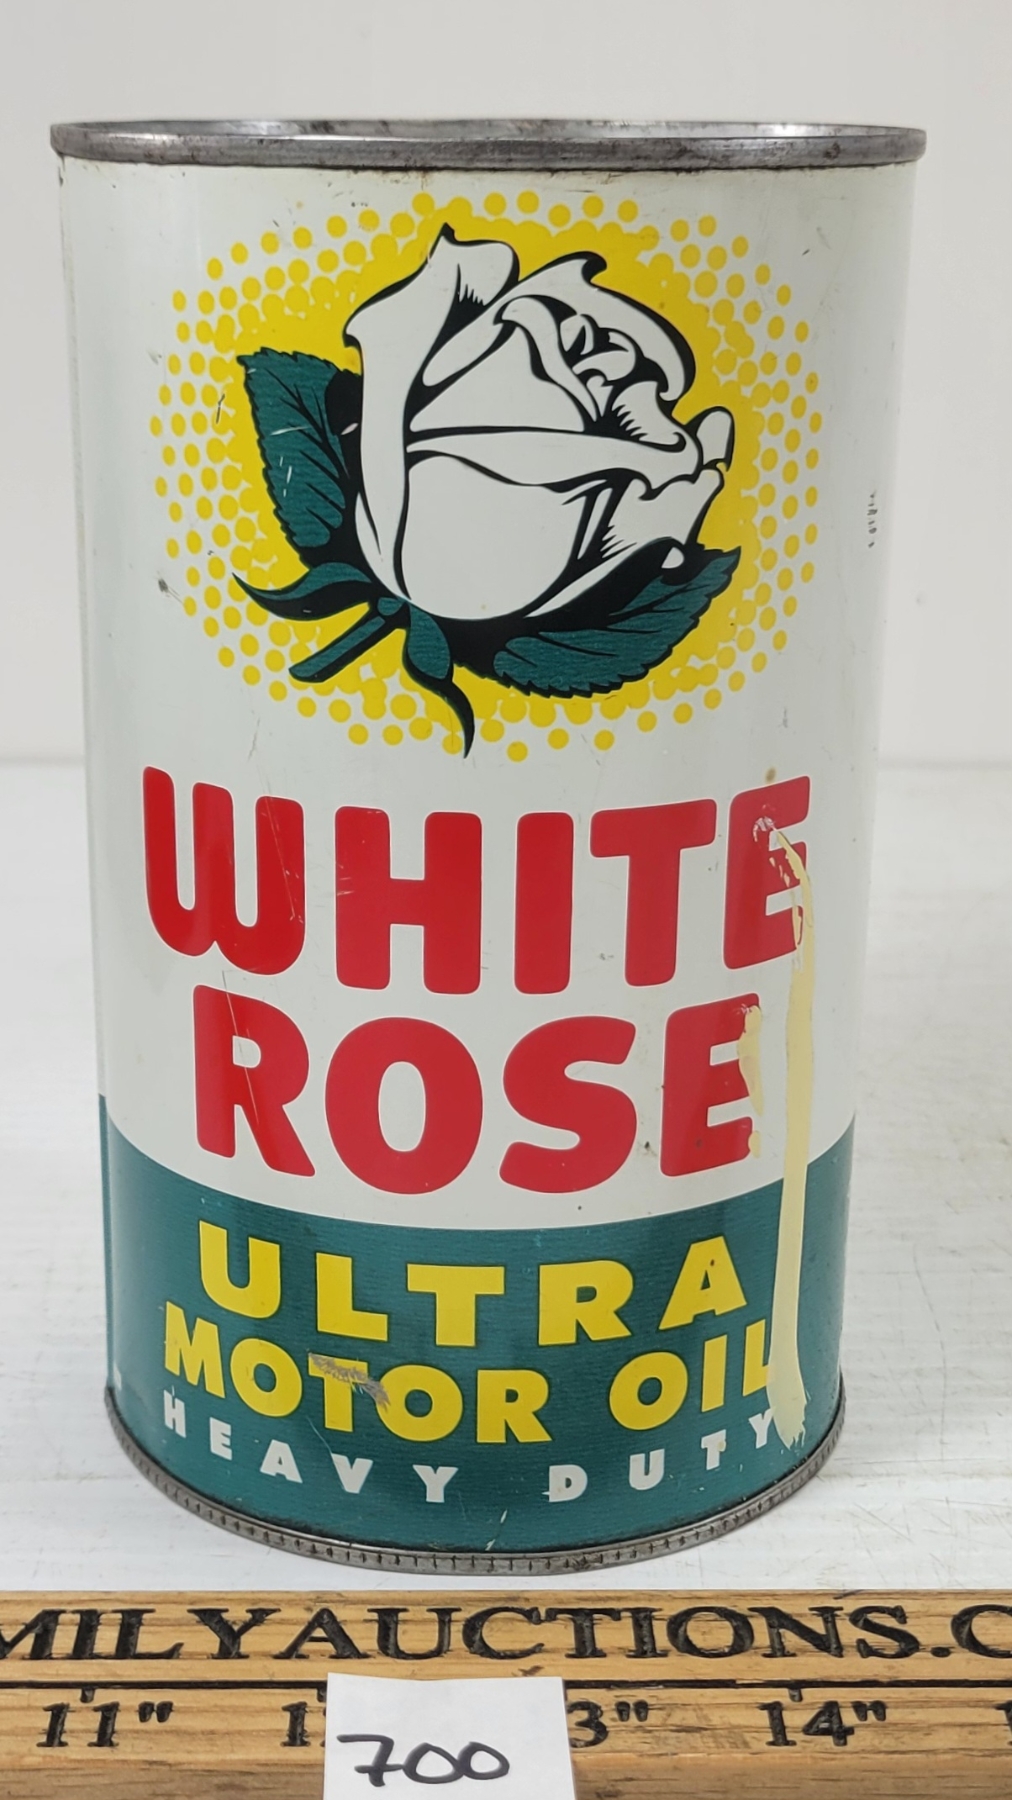 WHITE
ROSE
ULTRA
MOTOR OIL
HEAVY DUTY
MILYAUCTIONS.C
11" 1 3" 14"
700